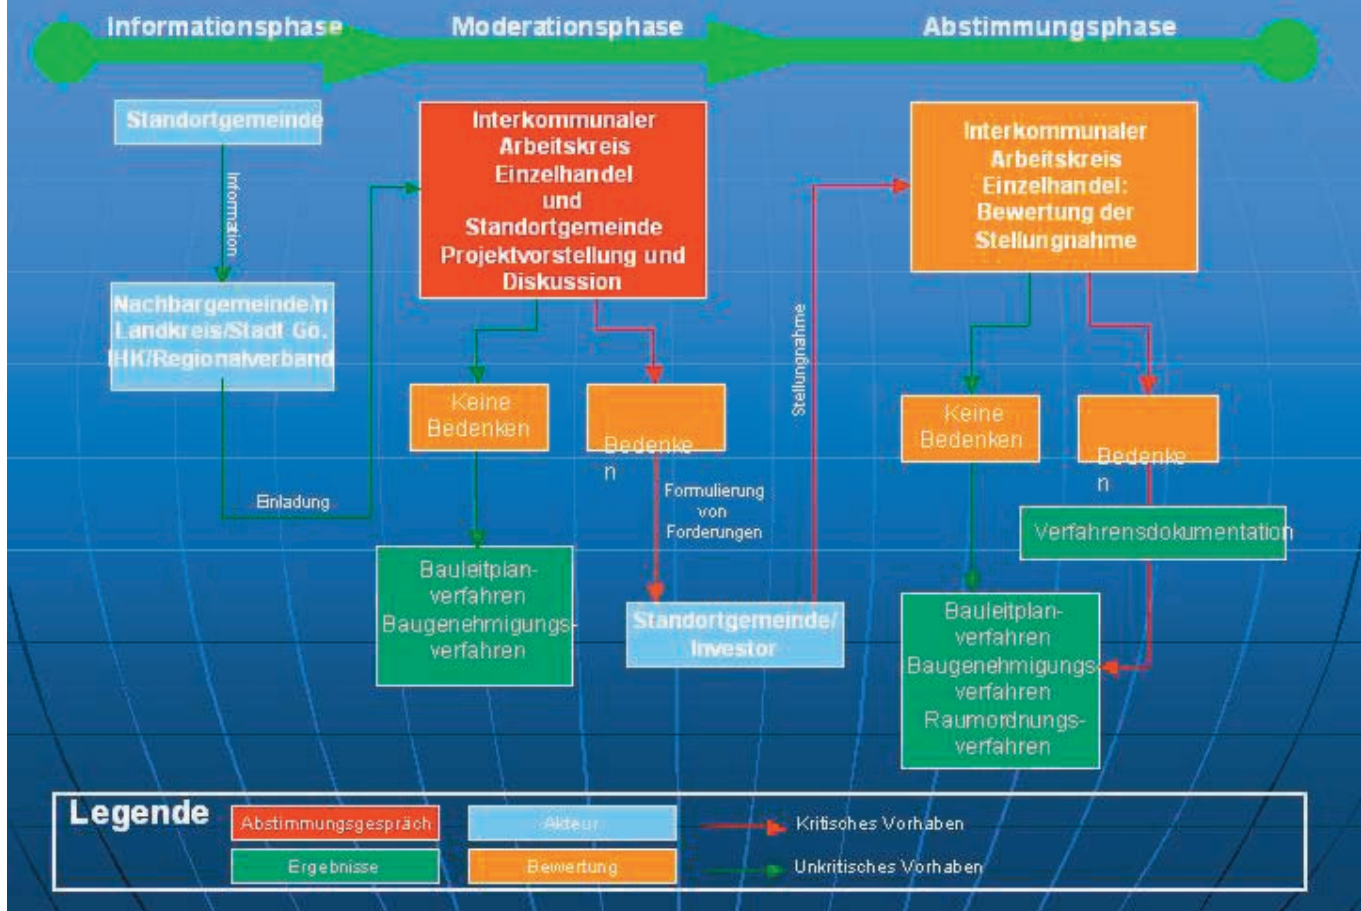 Informationsphase
Moderationsphase
Abstimmungsphase
Standortgemeinde
Information
Nachbargemeinde/n
Landkreis/Stadt Gö.
IHK/Regionalverband
Einladung
Interkommunaler
Arbeitskreis
Einzelhandel
und
Standortgemeinde
Projektvorstellung und
Diskussion
Keine
Bedenken
Bedenke
n
Formulierung
von
Forderungen
Bauleitplan-
verfahren
Baugenehmigungs-
verfahren
Standortgemeinde/
Investor
Stellungnahme
Interkommunaler
Arbeitskreis
Einzelhandel:
Bewertung der
Stellungnahme
Keine
Bedenken
Bedenke
n
Verfahrensdokumentation
Bauleitplan-
verfahren
Baugenehmigungs-
verfahren
Raumordnungs-
verfahren
Legende
Abstimmungsgespräch
Akteur
Kritisches Vorhaben
Ergebnisse
Bewertung
Unkritisches Vorhaben